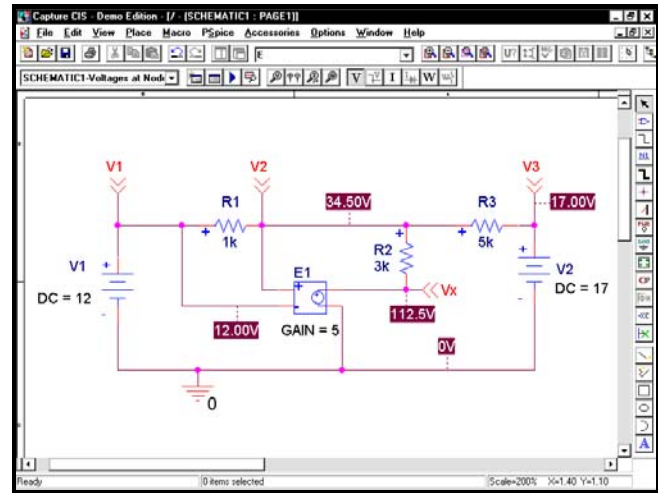 Capture CIS - Demo Edition - [/ - (SCHEMATIC1 : PAGE1)]
File Edit View Place Macro PSpice Accessories Options Window Help
E U?
SCHEMATIC1-Voltages at Node V I W
V1 V2 V3
R1 34.50V R3 17.00V
1k R2 5k
3k
V1 E1 V2
DC = 12 Vx DC = 17
12.00V GAIN = 5 112.5V
0V
0
Ready 0 items selected Scale=200% X=1.40 Y=1.10